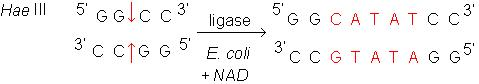 Hae III 5' G G↓C C 3' ligase 5' G G C A T A T C C 3'
3' C C↑G G 5' E. coli 3' C C G T A T A G G 5'
+ NAD